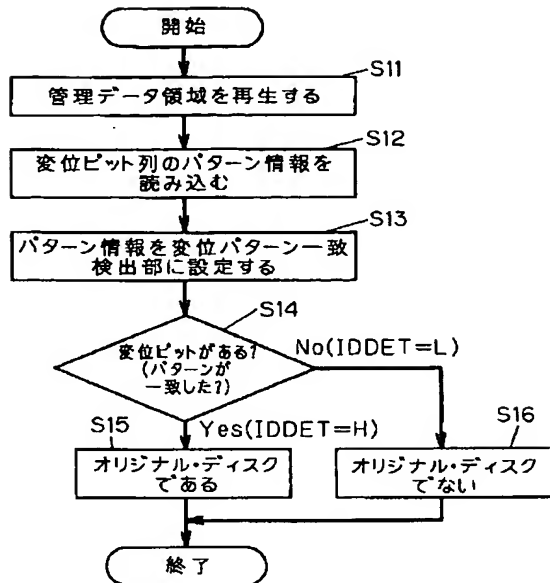 開始
S11
管理データ領域を再生する
S12
変位ピット列のパターン情報を
読み込む
S13
パターン情報を変位パターン一致
検出部に設定する
S14
変位ピットがある?
(パターンが
一致した?)
No(IDDET=L)
Yes(IDDET=H)
S15
オリジナル・ディスク
である
S16
オリジナル・ディスク
でない
終了